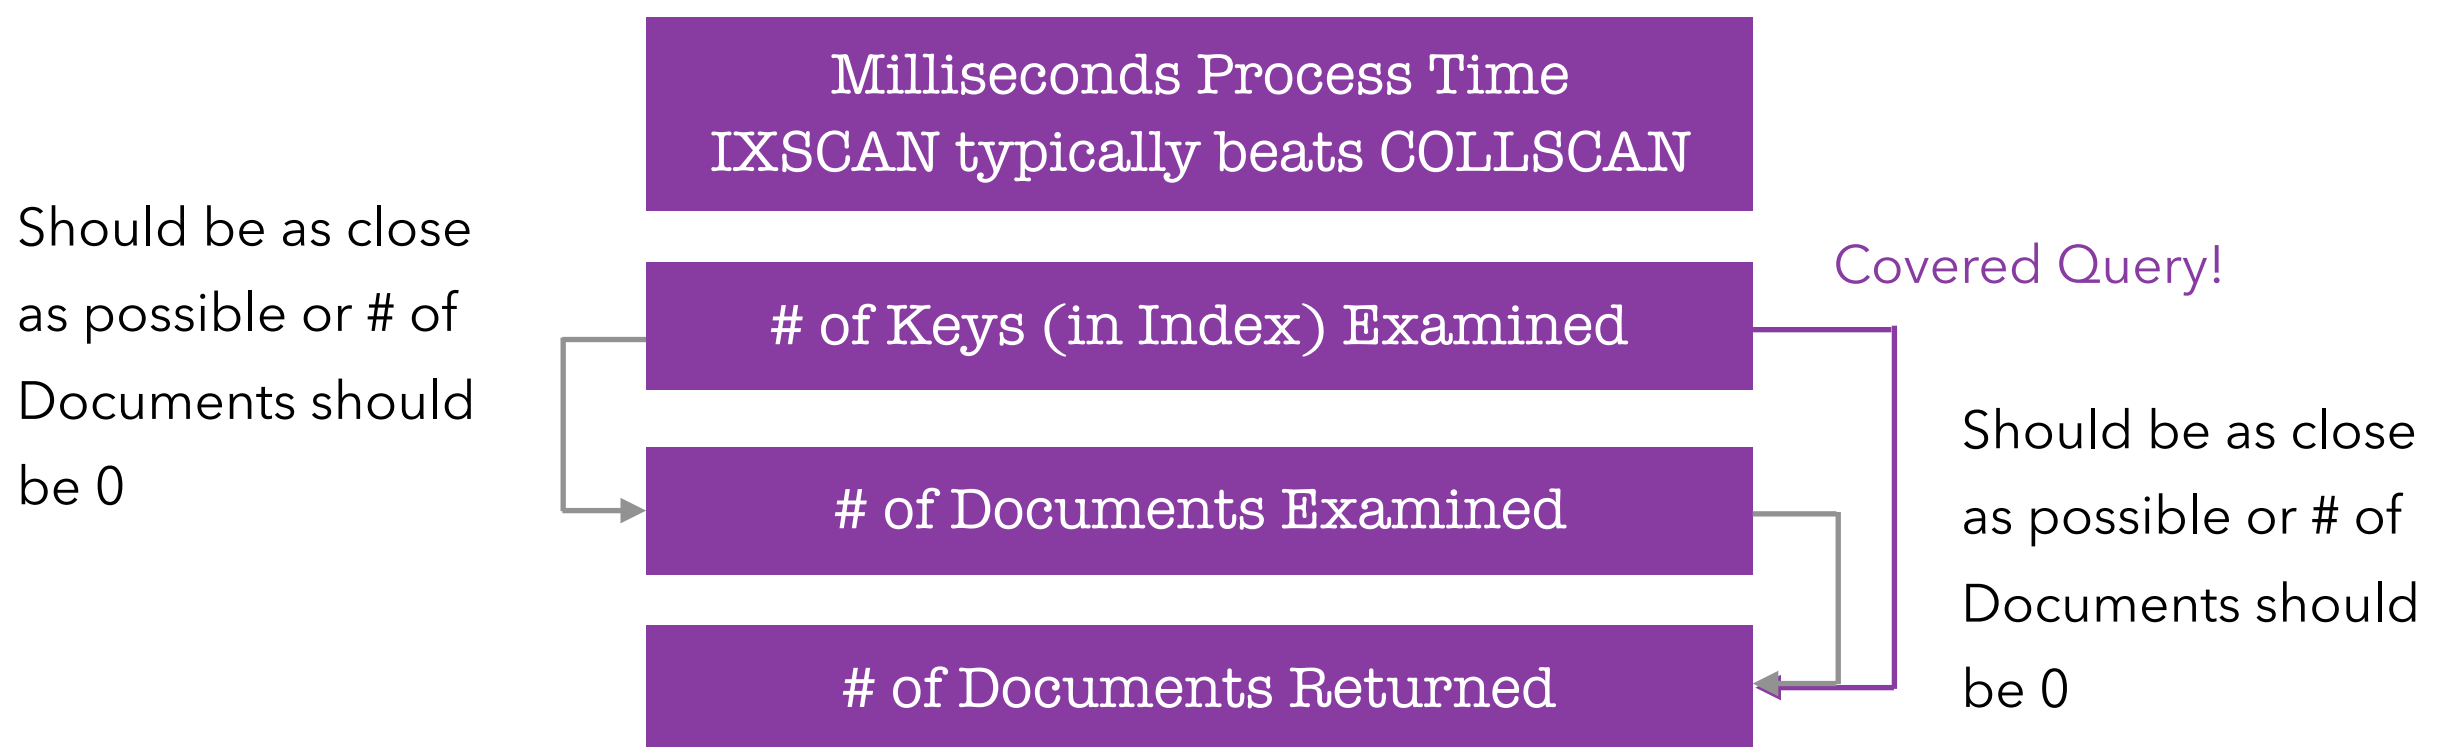 Milliseconds Process Time
IXSCAN typically beats COLLSCAN
Should be as close
as possible or # of
Documents should
be 0
Covered Query!
# of Keys (in Index) Examined
# of Documents Examined
Should be as close
as possible or # of
Documents should
be 0
# of Documents Returned